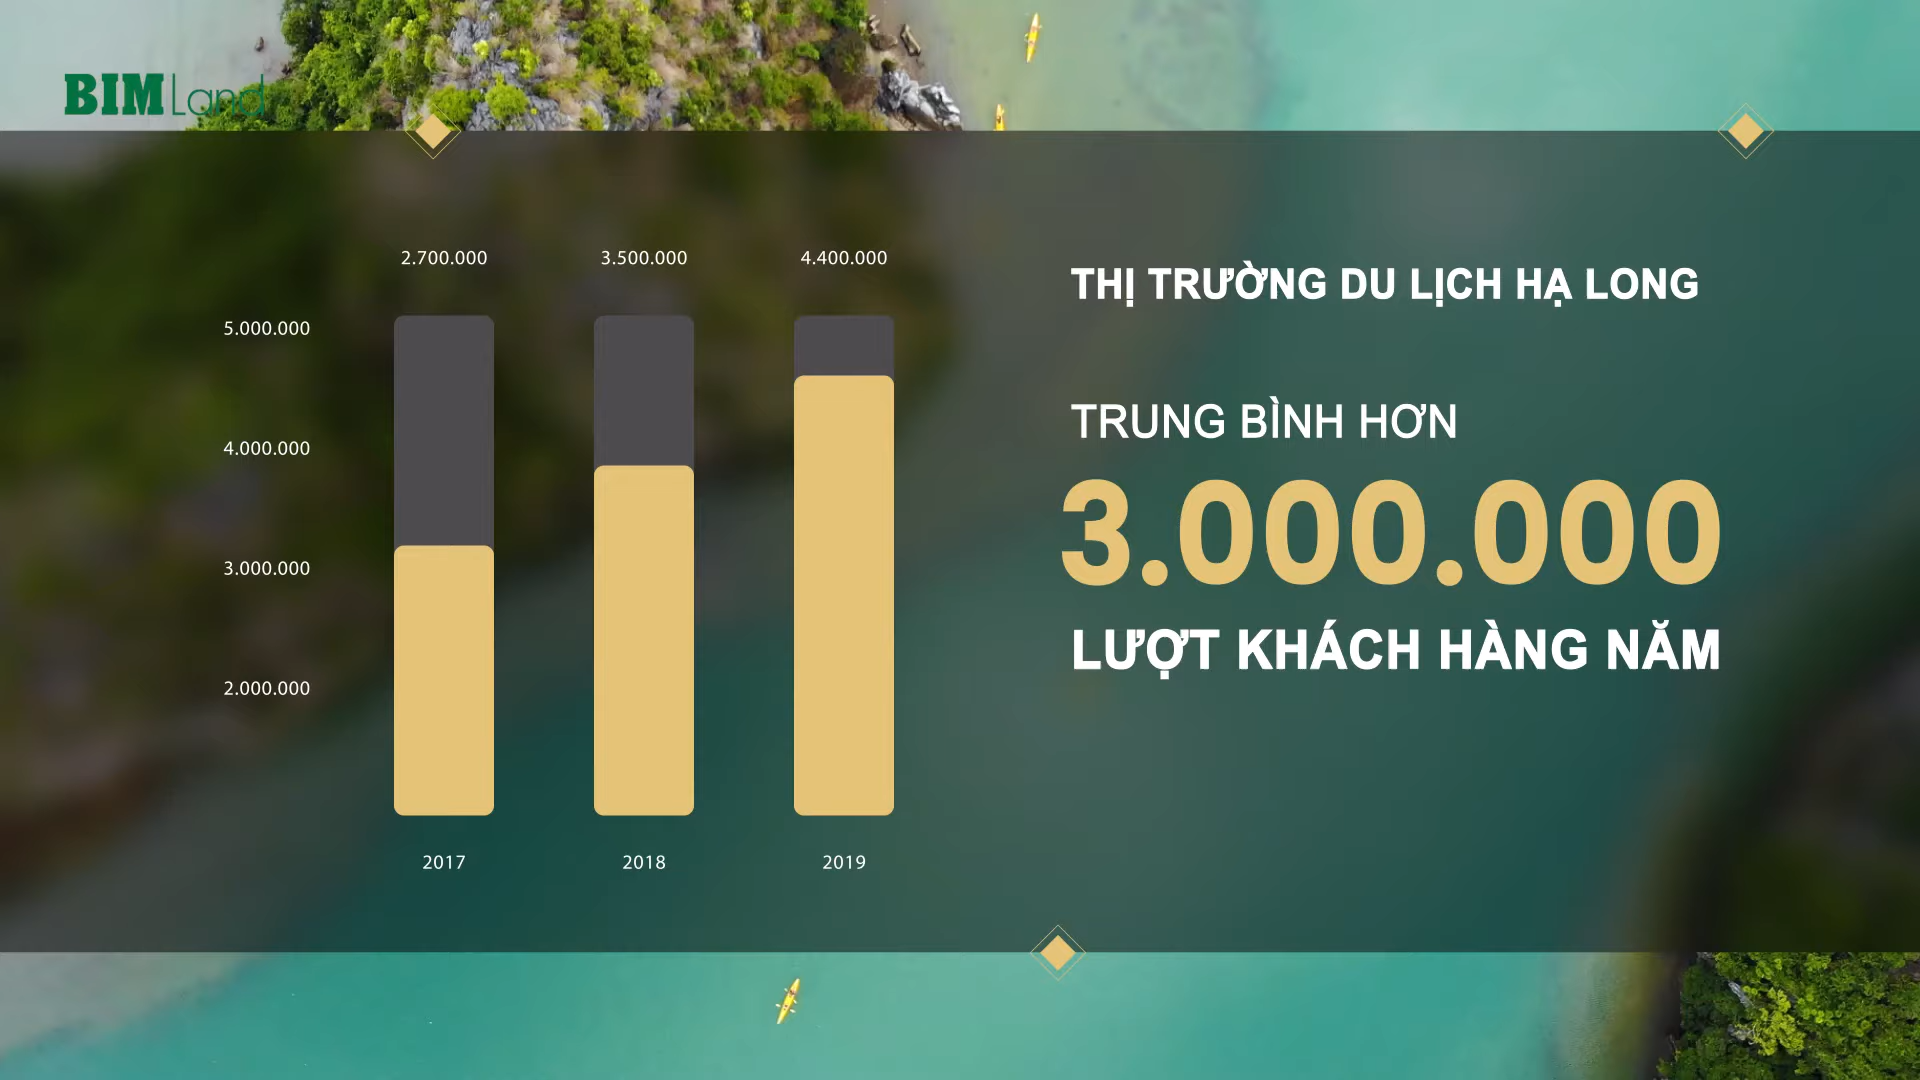 BIM Land
2.700.000 3.500.000 4.400.000
5.000.000
4.000.000
3.000.000
2.000.000
2017 2018 2019
THỊ TRƯỜNG DU LỊCH HẠ LONG
TRUNG BÌNH HƠN
3.000.000
LƯỢT KHÁCH HÀNG NĂM